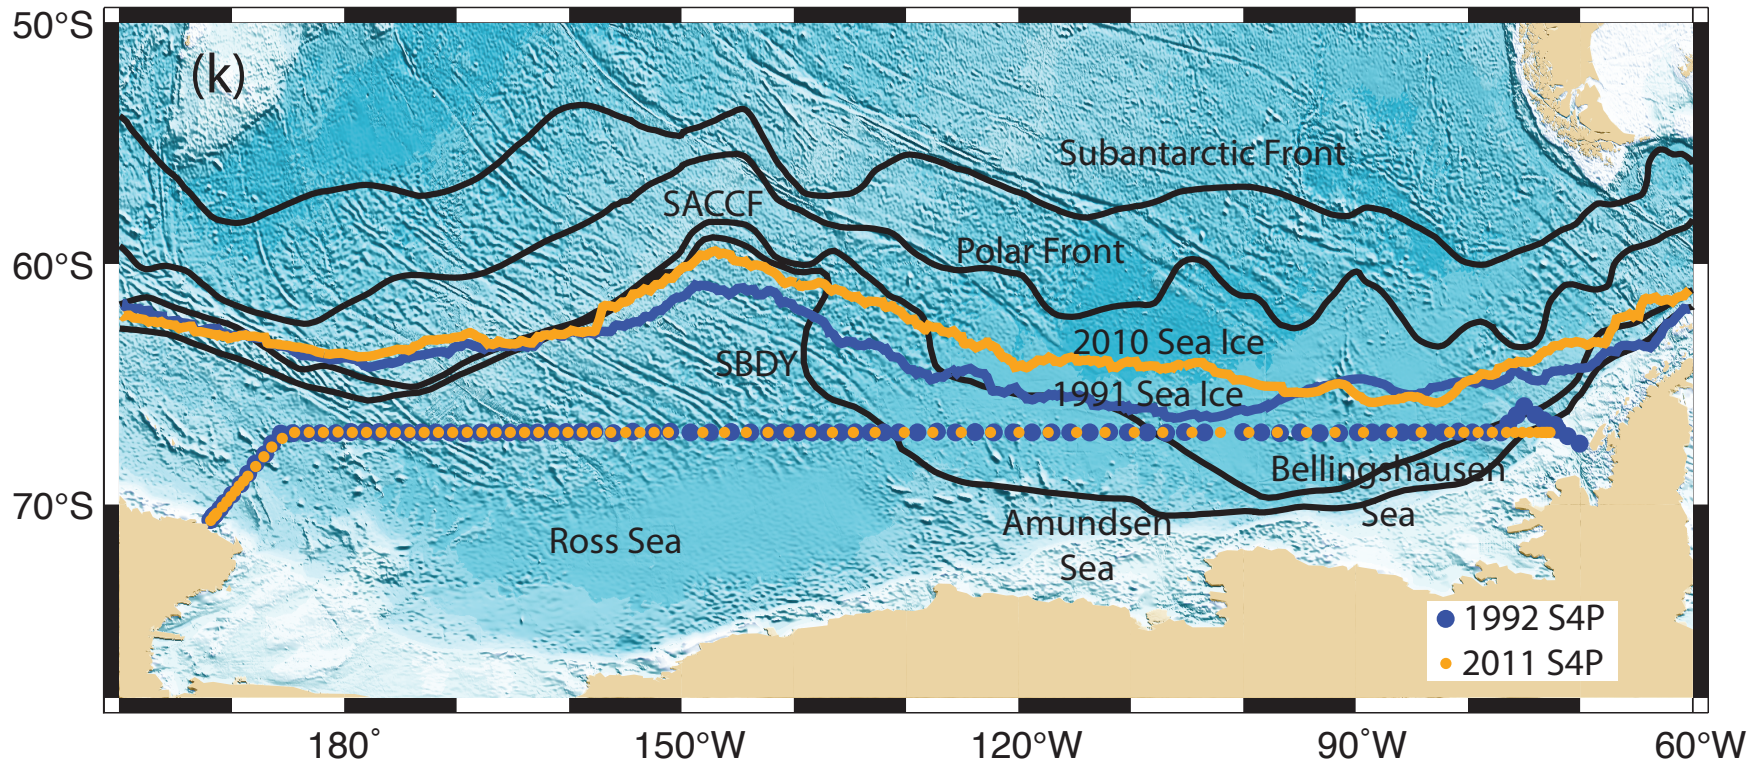 50°S
(k)
Subantarctic Front
SACCF
Polar Front
60°S
2010 Sea Ice
SBDY
1991 Sea Ice
Bellingshausen
Sea
70°S
Amundsen
Sea
Ross Sea
1992 S4P
2011 S4P
180°
150°W
120°W
90°W
60°W